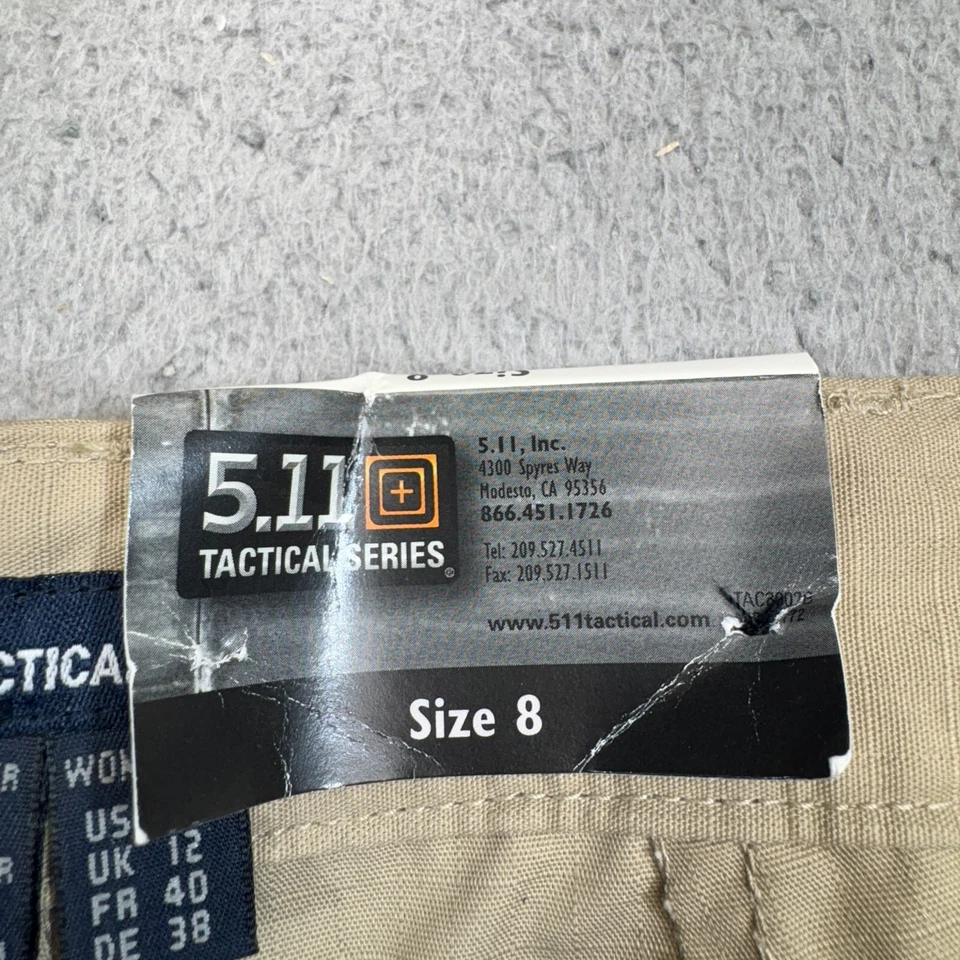 5.11
TACTICAL SERIES®
5.11, Inc.
4300 Spyres Way
Modesto, CA 95356
866.451.1726
Tel: 209.527.4511
Fax: 209.527.1511
www.511tactical.com
Size 8
CTICA
R
WO
US
UK 12
FR 40
DE 38
R